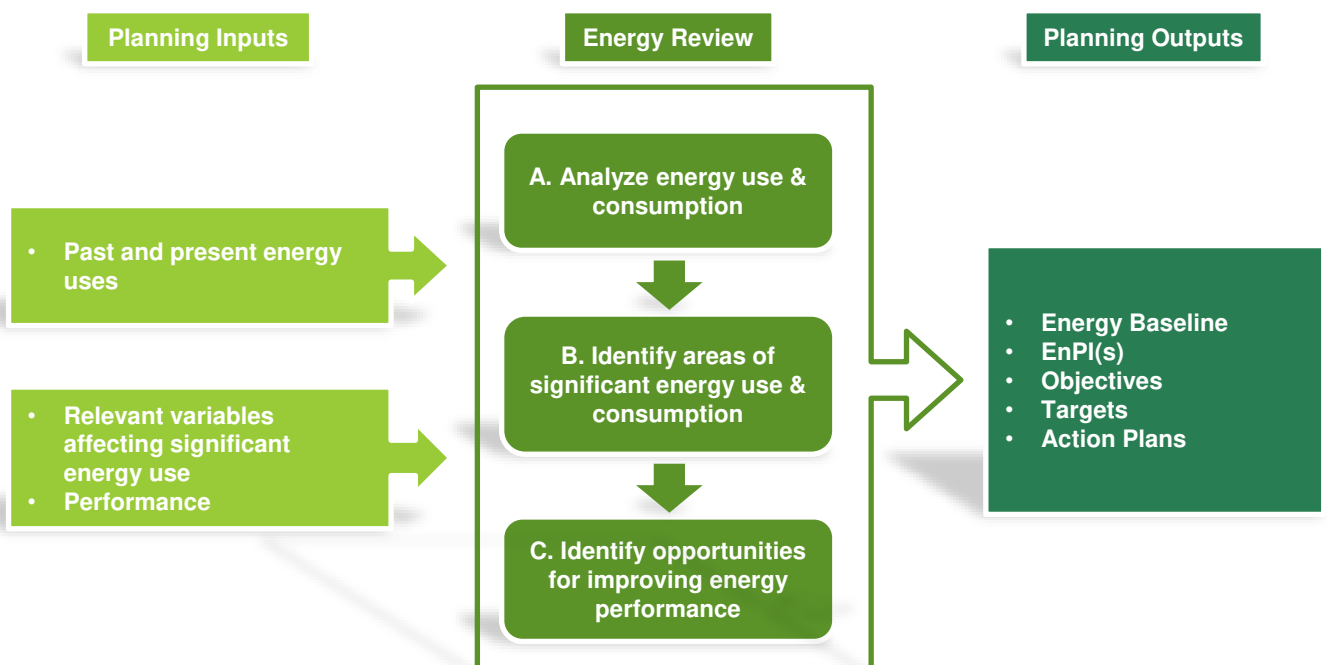 Planning Inputs
Energy Review
Planning Outputs
• Past and present energy
uses
• Relevant variables
affecting significant
energy use
• Performance
A. Analyze energy use &
consumption
B. Identify areas of
significant energy use &
consumption
C. Identify opportunities
for improving energy
performance
• Energy Baseline
• EnPI(s)
• Objectives
• Targets
• Action Plans